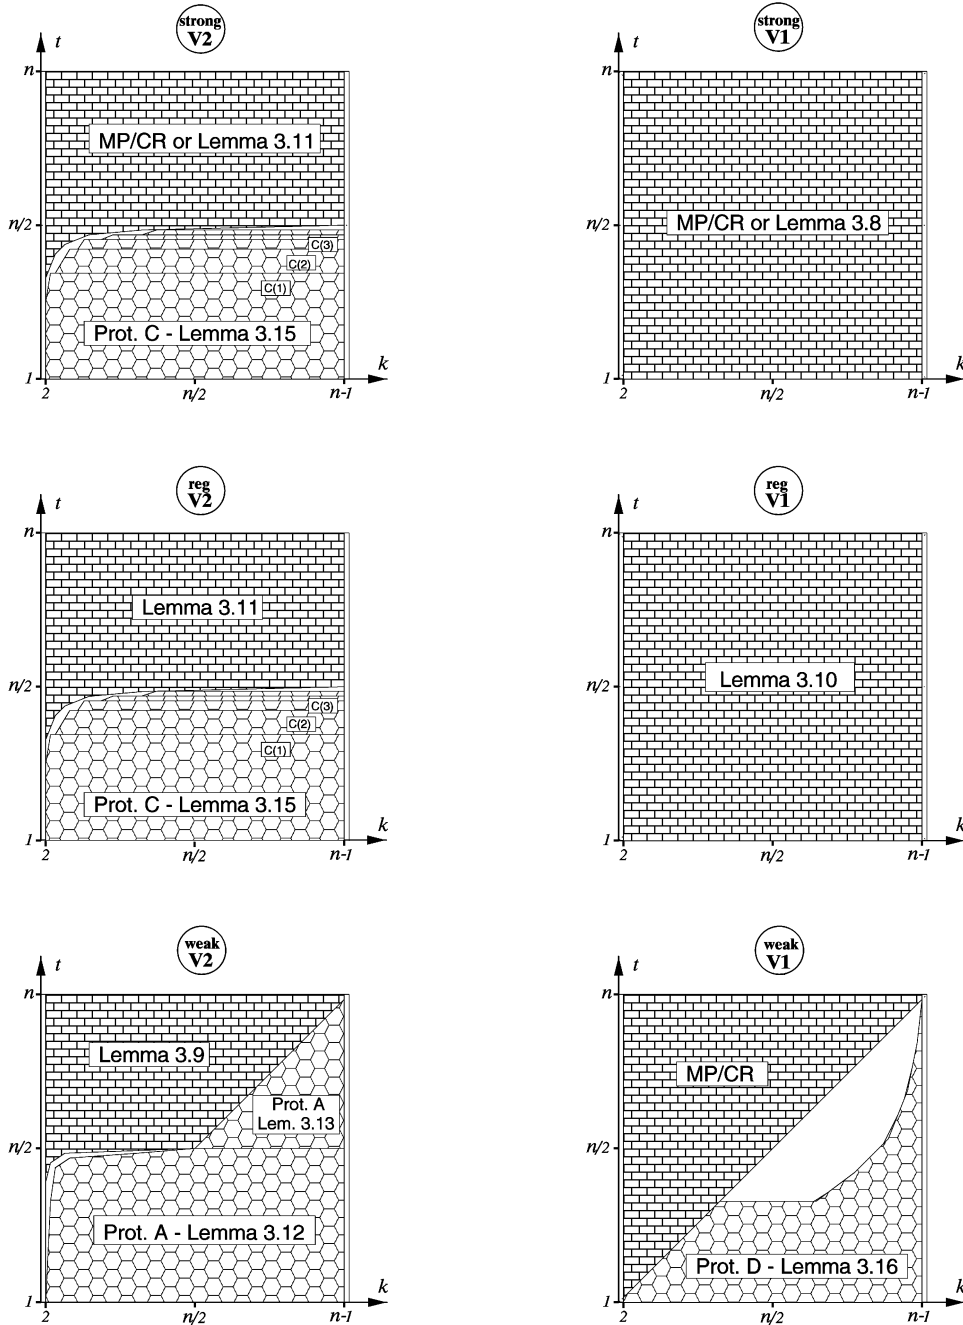 strong
V2
t
n
MP/CR or Lemma 3.11
n/2
C(3)
C(2)
C(1)
Prot. C - Lemma 3.15
1
k
2
n/2
n-1
strong
V1
t
n
n/2
MP/CR or Lemma 3.8
1
k
2
n/2
n-1
reg
V2
t
n
Lemma 3.11
n/2
C(3)
C(2)
C(1)
Prot. C - Lemma 3.15
1
k
2
n/2
n-1
reg
V1
t
n
n/2
Lemma 3.10
1
k
2
n/2
n-1
weak
V2
t
n
Lemma 3.9
Prot. A
Lem. 3.13
n/2
Prot. A - Lemma 3.12
1
k
2
n/2
n-1
weak
V1
t
n
MP/CR
n/2
Prot. D - Lemma 3.16
1
k
2
n/2
n-1